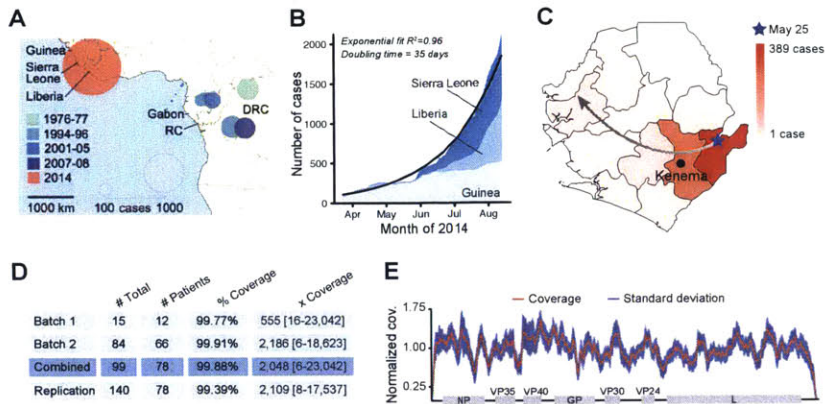 A
Guinea
Sierra
Leone
Liberia
Gabon
RC
DRC
1976-77
1994-96
2001-05
2007-08
2014
1000 km
100 cases 1000
B
Exponential fit R²=0.96
Doubling time = 35 days
Number of cases
2000
1500
1000
500
0
Sierra Leone
Liberia
Guinea
Apr May Jun Jul Aug
Month of 2014
C
May 25
389 cases
1 case
Kenema
D
# Total # Patients % Coverage x Coverage
Batch 1 15 12 99.77% 555 [16-23,042]
Batch 2 84 66 99.91% 2,186 [6-18,623]
Combined 99 78 99.88% 2,048 [6-23,042]
Replication 140 78 99.39% 2,109 [8-17,537]
E
Coverage Standard deviation
Normalized cov.
1.75
1.00
0.25
NP VP35 VP40 GP VP30 VP24 L